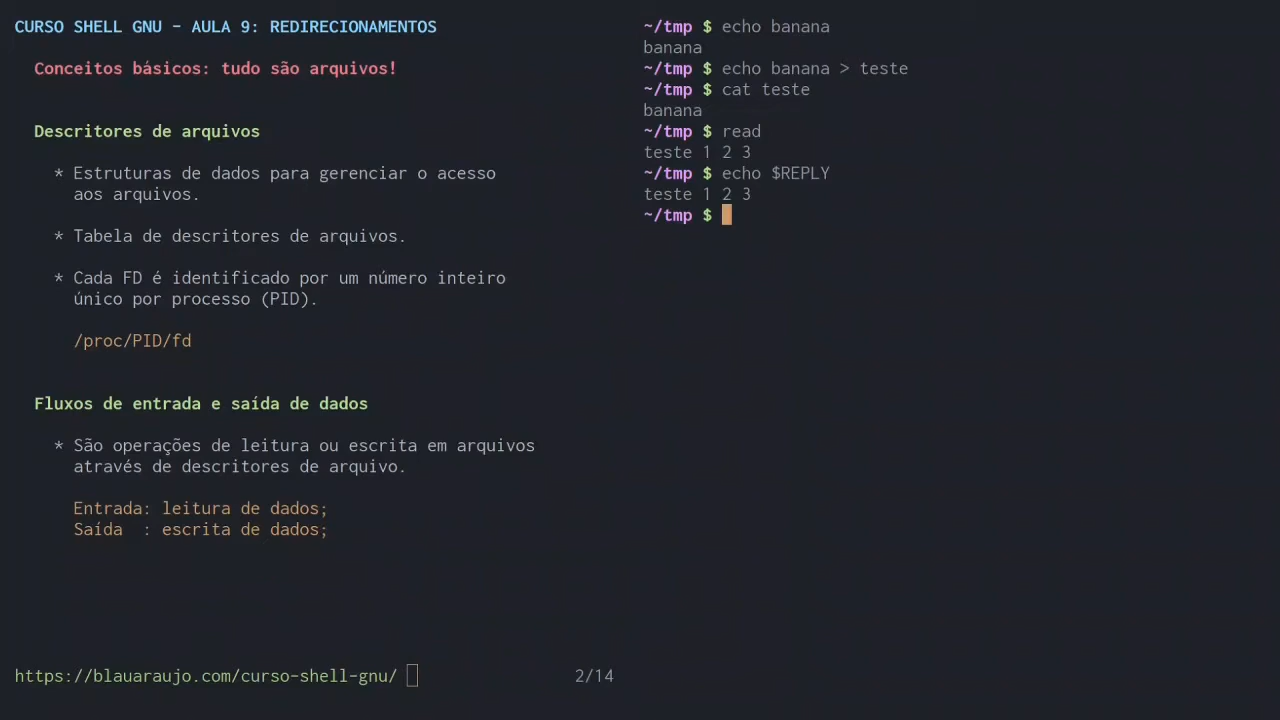 CURSO SHELL GNU - AULA 9: REDIRECIONAMENTOS
Conceitos básicos: tudo são arquivos!
Descritores de arquivos
* Estruturas de dados para gerenciar o acesso
aos arquivos.
* Tabela de descritores de arquivos.
* Cada FD é identificado por um número inteiro
único por processo (PID).
/proc/PID/fd
Fluxos de entrada e saída de dados
* São operações de leitura ou escrita em arquivos
através de descritores de arquivo.
Entrada: leitura de dados;
Saída  : escrita de dados;
https://blauaraujo.com/curso-shell-gnu/
2/14
~/tmp $ echo banana
banana
~/tmp $ echo banana > teste
~/tmp $ cat teste
banana
~/tmp $ read
teste 1 2 3
~/tmp $ echo $REPLY
teste 1 2 3
~/tmp $